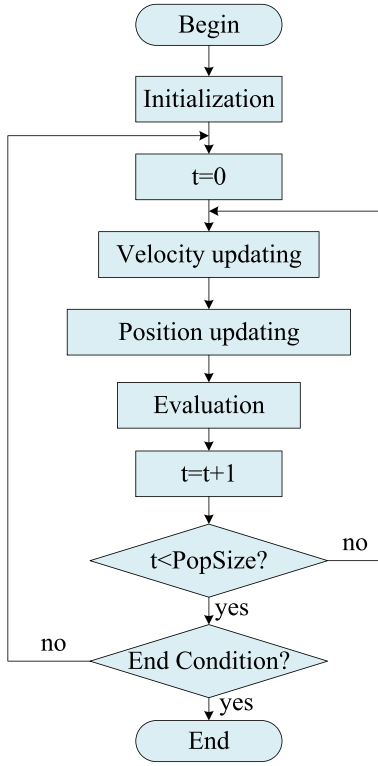 Begin
Initialization
t=0
Velocity updating
Position updating
Evaluation
t=t+1
t<PopSize?
no
yes
no
End Condition?
yes
End